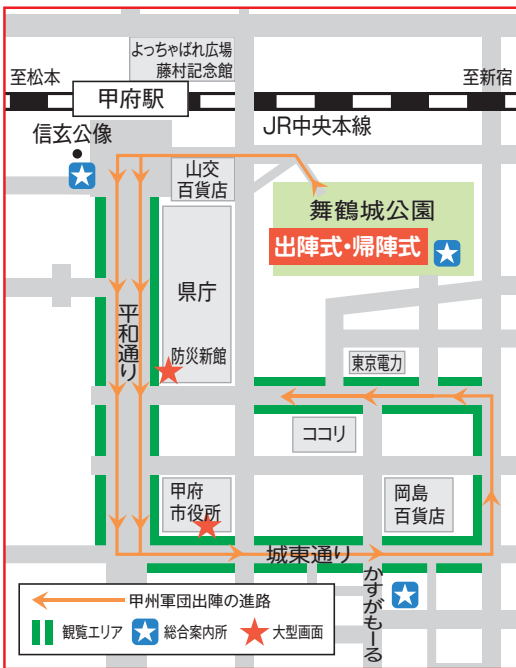 よっちゃばれ広場
藤村記念館
至松本
至新宿
甲府駅
JR中央本線
信玄公像
山交
百貨店
舞鶴城公園
出陣式・帰陣式
県庁
平和通り
防災新館
東京電力
ココリ
甲府
市役所
岡島
百貨店
城東通り
かすがもーる
甲州軍団出陣の進路
観覧エリア
総合案内所
大型画面